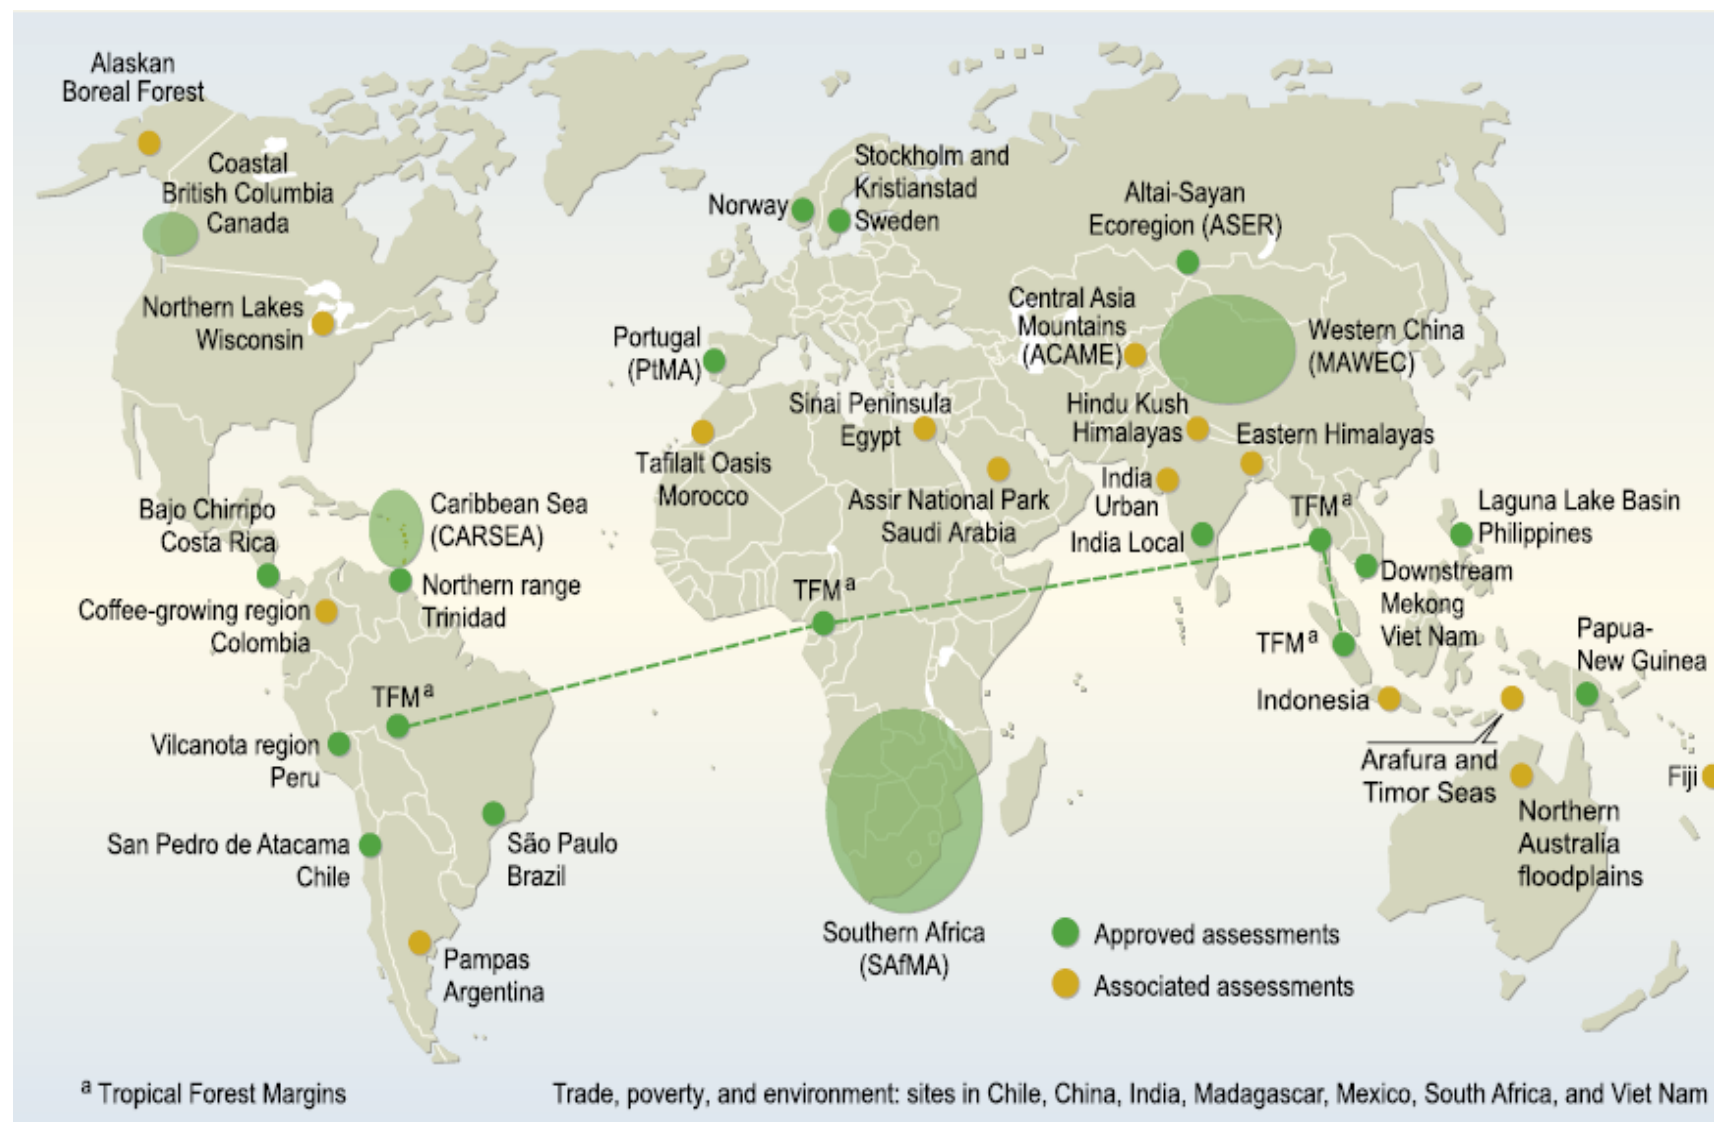 Alaskan
Boreal Forest
Coastal
British Columbia
Canada
Northern Lakes
Wisconsin
Bajo Chirripo
Costa Rica
Caribbean Sea
(CARSEA)
Northern range
Trinidad
Coffee-growing region
Colombia
TFM a
Vilcanota region
Peru
San Pedro de Atacama
Chile
São Paulo
Brazil
Pampas
Argentina
Norway
Stockholm and
Kristianstad
Sweden
Portugal
(PtMA)
Tafilalt Oasis
Morocco
Sinai Peninsula
Egypt
Assir National Park
Saudi Arabia
TFM a
Southern Africa
(SAfMA)
Altai-Sayan
Ecoregion (ASER)
Central Asia
Mountains
(ACAME)
Western China
(MAWEC)
Hindu Kush
Himalayas
Eastern Himalayas
India
Urban
India Local
TFM a
TFM a
Laguna Lake Basin
Philippines
Downstream
Mekong
Viet Nam
Papua-
New Guinea
Indonesia
Arafura and
Timor Seas
Fiji
Northern
Australia
floodplains
Approved assessments
Associated assessments
a Tropical Forest Margins
Trade, poverty, and environment: sites in Chile, China, India, Madagascar, Mexico, South Africa, and Viet Nam